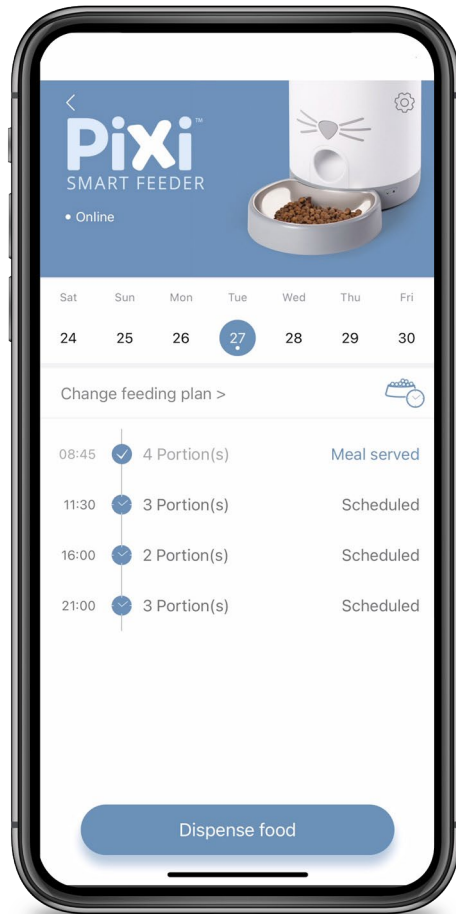 PiXi™
SMART FEEDER
• Online
Sat Sun Mon Tue Wed Thu Fri
24 25 26 27 28 29 30
Change feeding plan >
08:45 4 Portion(s) Meal served
11:30 3 Portion(s) Scheduled
16:00 2 Portion(s) Scheduled
21:00 3 Portion(s) Scheduled
Dispense food